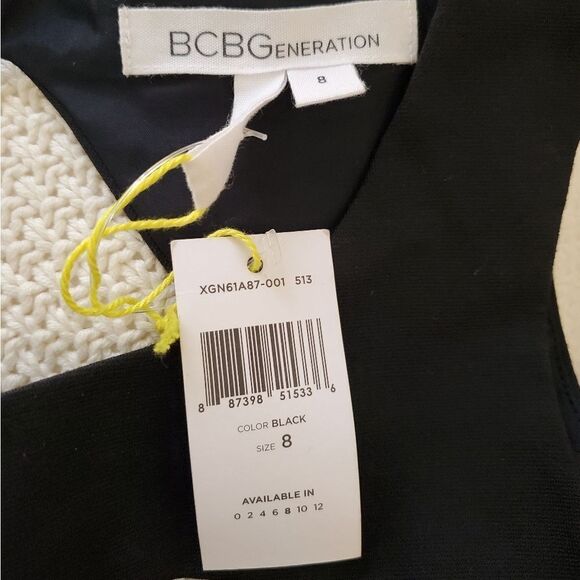 BCBGENERATION
8
XGN61A87-001 513
8 87398 51533 6
COLOR BLACK
SIZE 8
AVAILABLE IN
0 2 4 6 8 10 12